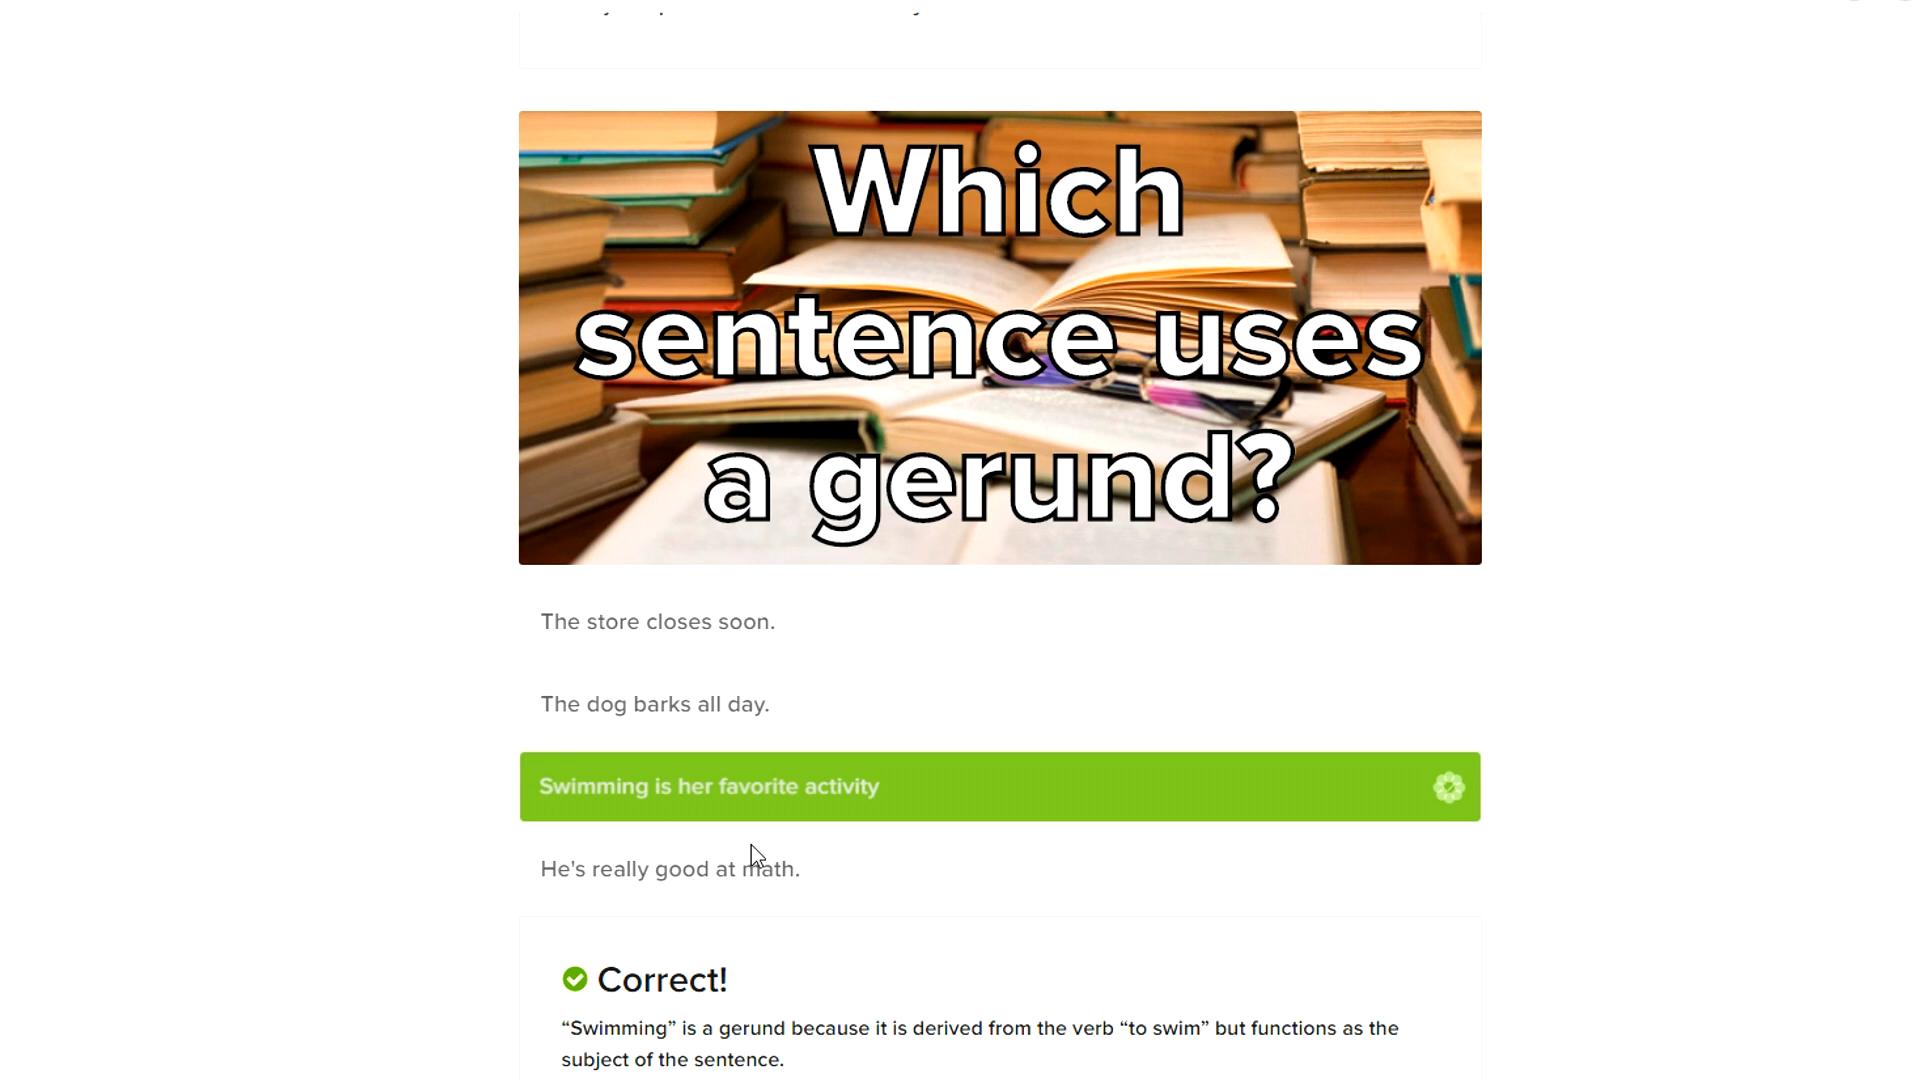 Which
sentence uses
a gerund?
The store closes soon.
The dog barks all day.
Swimming is her favorite activity
He's really good at math.
Correct!
“Swimming” is a gerund because it is derived from the verb “to swim” but functions as the
subject of the sentence.